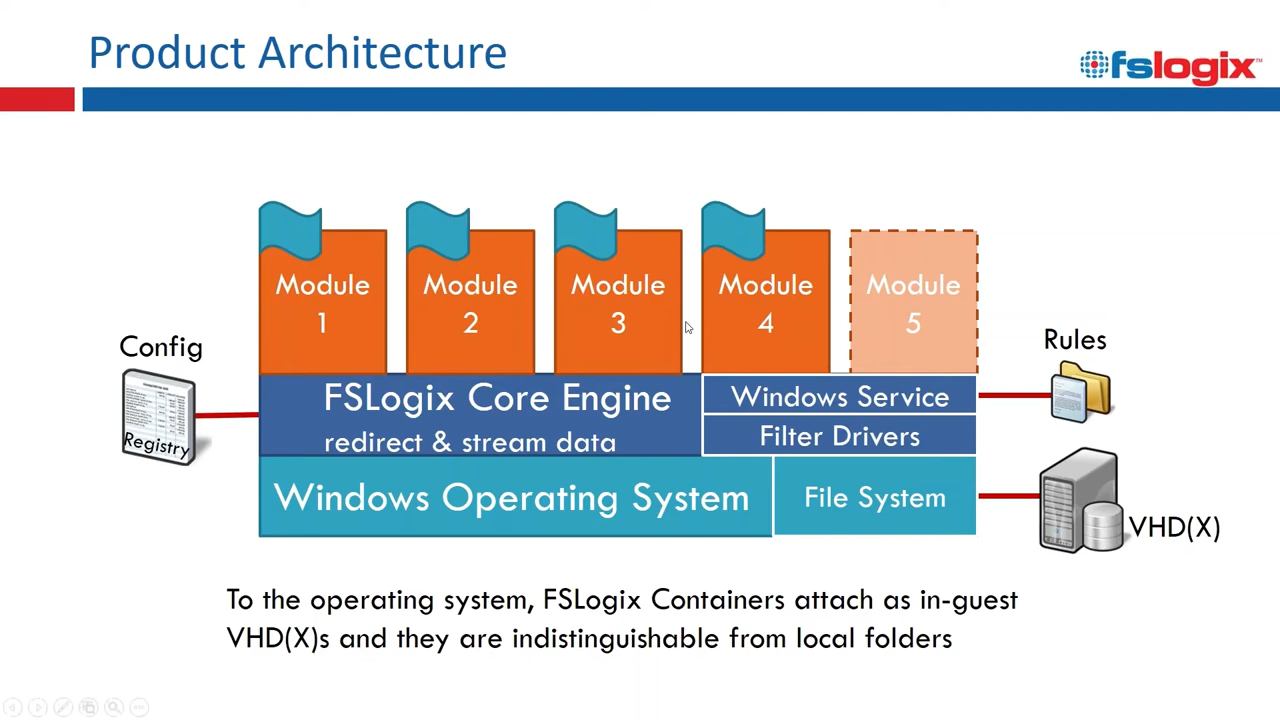 Product Architecture
fslogix™
Module
1
Module
2
Module
3
Module
4
Module
5
Config
Registry
Rules
FSLogix Core Engine
redirect & stream data
Windows Service
Filter Drivers
Windows Operating System
File System
VHD(X)
To the operating system, FSLogix Containers attach as in-guest
VHD(X)s and they are indistinguishable from local folders